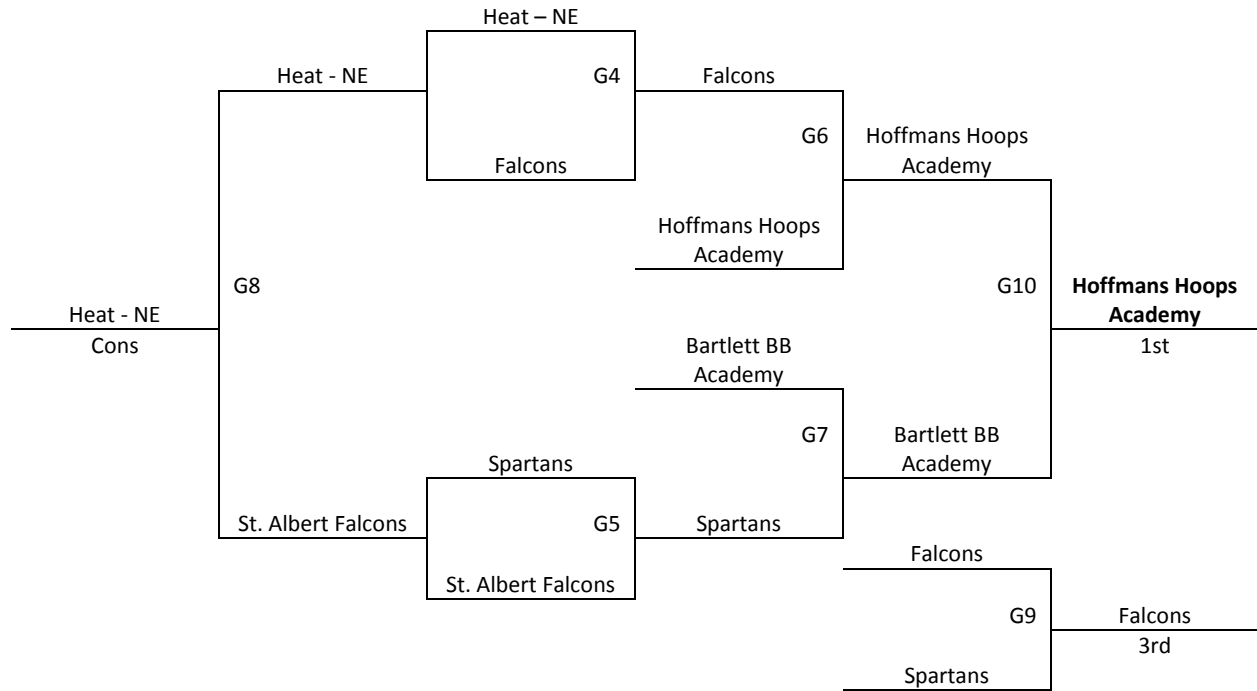 Heat – NE
Heat - NE
G4
Falcons
G6
Hoffmans Hoops
Academy
Falcons
Hoffmans Hoops
Academy
G8
G10
Hoffmans Hoops
Academy
Heat - NE
Cons
Bartlett BB
Academy
1st
G7
Bartlett BB
Academy
Spartans
St. Albert Falcons
G5
Spartans
Falcons
St. Albert Falcons
G9
Falcons
3rd
Spartans